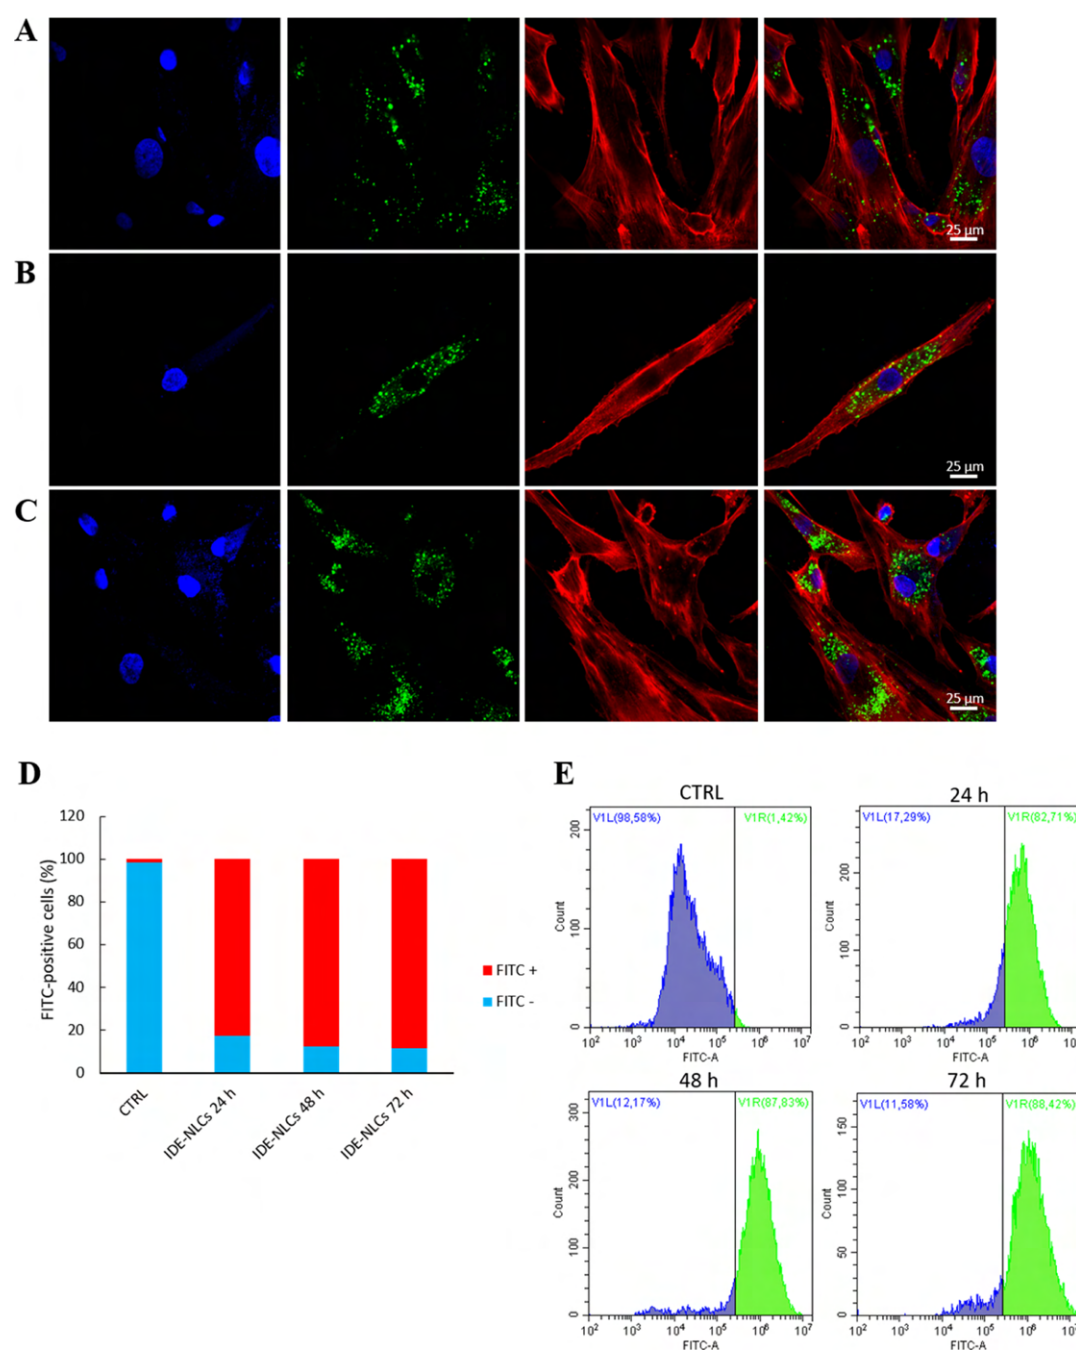 A
25 µm
B
25 µm
C
25 µm
D
FITC-positive cells (%)
120
100
80
60
40
20
0
CTRL
IDE-NLCs 24 h
IDE-NLCs 48 h
IDE-NLCs 72 h
FITC +
FITC -
E
CTRL
V1L(98,58%)
V1R(1,42%)
Count
200
100
0
10² 10³ 10⁴ 10⁵ 10⁶ 10⁷
FITC-A
24 h
V1L(17,29%)
V1R(82,71%)
Count
200
100
0
10² 10³ 10⁴ 10⁵ 10⁶
FITC-A
48 h
V1L(12,17%)
V1R(87,83%)
Count
300
200
100
0
10² 10³ 10⁴ 10⁵ 10⁶ 10⁷
FITC-A
72 h
V1L(11,58%)
V1R(88,42%)
Count
150
100
50
0
10² 10³ 10⁴ 10⁵ 10⁶
FITC-A